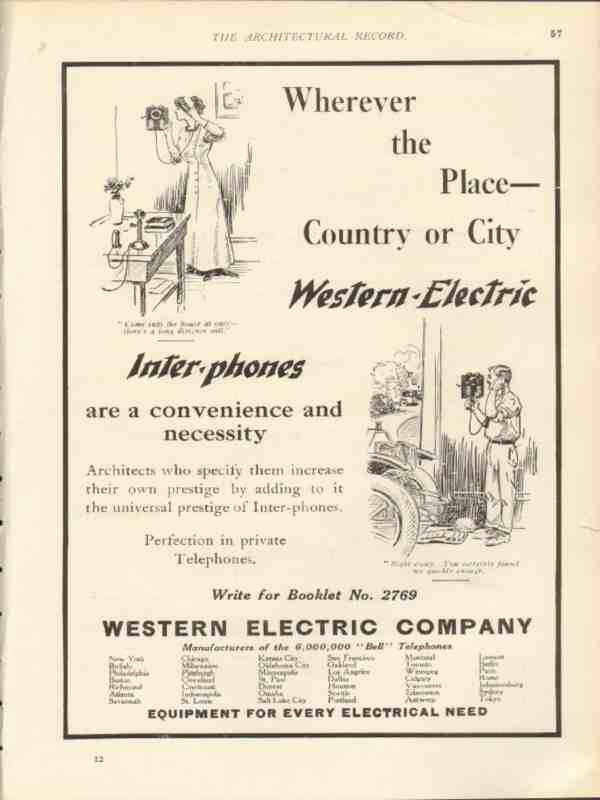 THE ARCHITECTURAL RECORD.
57
Wherever
the
Place—
Country or City
Western-Electric
"Come into the house at once—
there's a long distance call."
Inter-phones
are a convenience and
necessity
Architects who specify them increase
their own prestige by adding to it
the universal prestige of Inter-phones.
Perfection in private
Telephones.
"Right away. You certainly found
me quickly enough."
Write for Booklet No. 2769
WESTERN ELECTRIC COMPANY
Manufacturers of the 6,000,000 "Bell" Telephones
New York Chicago Kansas City San Francisco Montreal London
Buffalo Milwaukee Oklahoma City Oakland Toronto Berlin
Philadelphia Pittsburgh Minneapolis Los Angeles Winnipeg Paris
Boston Cleveland St. Paul Dallas Calgary Rome
Richmond Cincinnati Denver Houston Vancouver Johannesburg
Atlanta Indianapolis Omaha Seattle Edmonton Sydney
Savannah St. Louis Salt Lake City Portland Antwerp Tokyo
EQUIPMENT FOR EVERY ELECTRICAL NEED
12